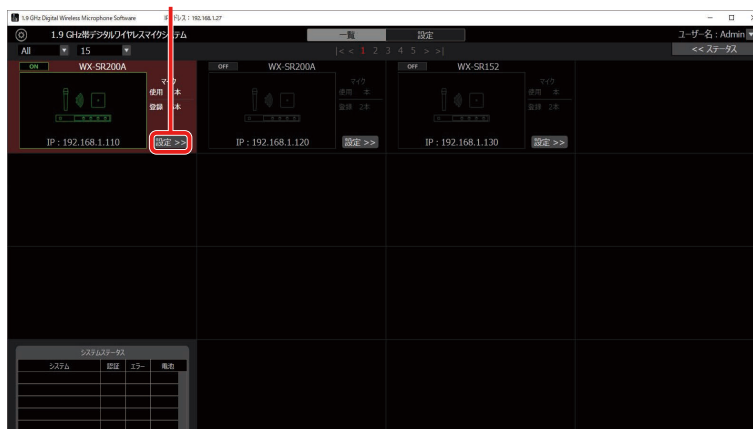 1.9 GHz Digital Wireless Microphone Software
192.168.1.27
1.9 GHz帯デジタルワイヤレスマイクシステム
一覧
設定
ユーザー名 : Admin
All
15
|< < 1 2 3 4 5 > >|
<< ステータス
ON
WX-SR200A
マイク
使用 本
登録 本
IP : 192.168.1.110
設定 >>
OFF
WX-SR200A
マイク
使用 本
登録 2本
IP : 192.168.1.120
設定 >>
OFF
WX-SR152
マイク
使用 本
登録 2本
IP : 192.168.1.130
設定 >>
システムステータス
システム 認証 エラー 電池